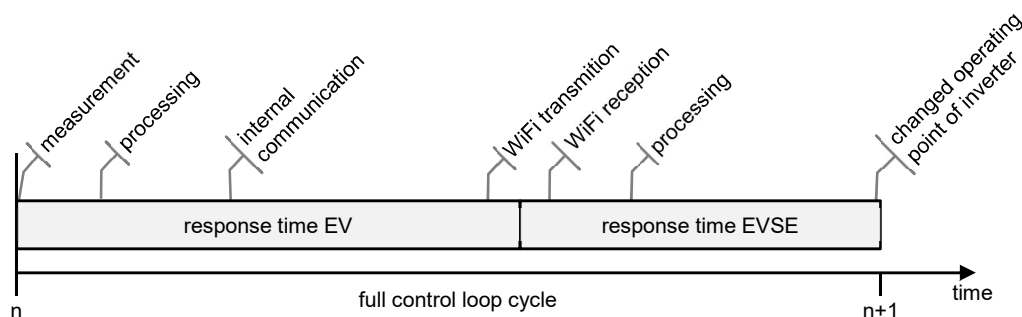 measurement
processing
internal
communication
WiFi transmition
WiFi reception
processing
changed operating
point of inverter
response time EV
response time EVSE
time
n
full control loop cycle
n+1